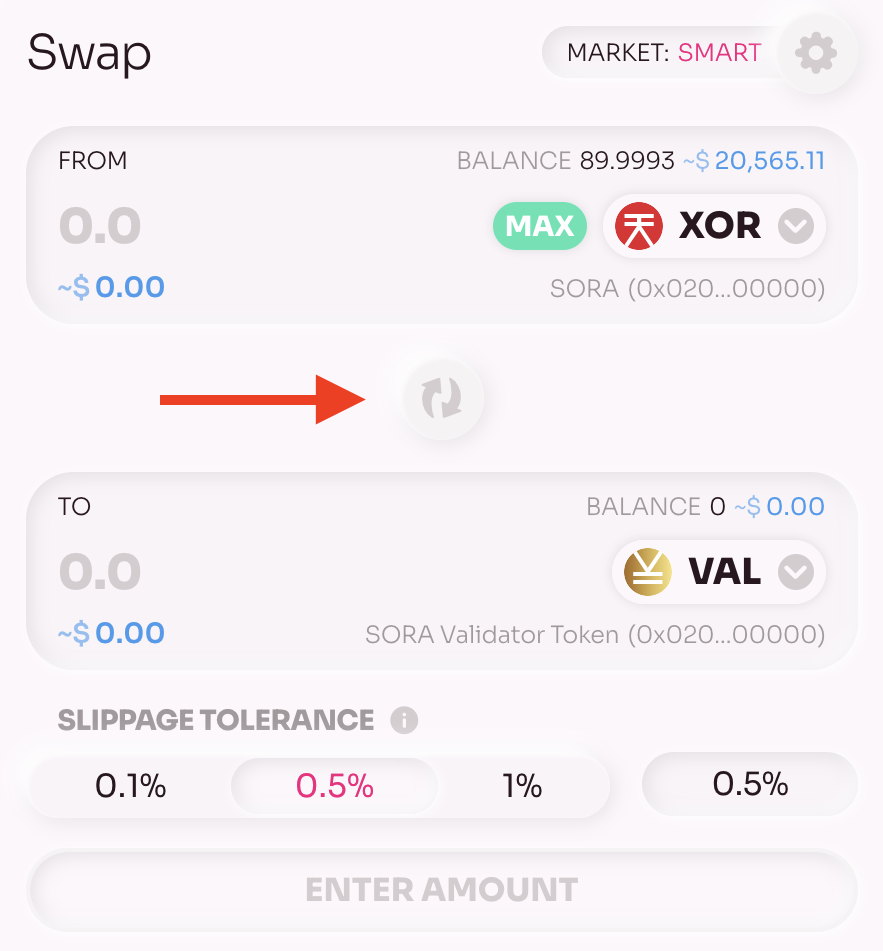 Swap
MARKET: SMART
FROM
BALANCE 89.9993 ~$ 20,565.11
0.0
MAX
XOR
~$ 0.00
SORA (0x020...00000)
TO
BALANCE 0 ~$ 0.00
0.0
VAL
~$ 0.00
SORA Validator Token (0x020...00000)
SLIPPAGE TOLERANCE
0.1% 0.5% 1% 0.5%
ENTER AMOUNT